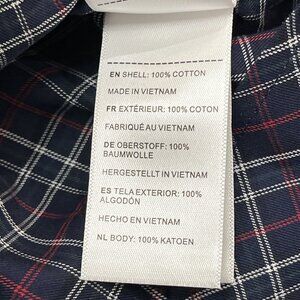 EN SHELL: 100% COTTON
MADE IN VIETNAM
FR EXTÉRIEUR: 100% COTON
FABRIQUÉ AU VIETNAM
DE OBERSTOFF: 100%
BAUMWOLLE
HERGESTELLT IN VIETNAM
ES TELA EXTERIOR: 100%
ALGODÓN
HECHO EN VIETNAM
NL BODY: 100% KATOEN